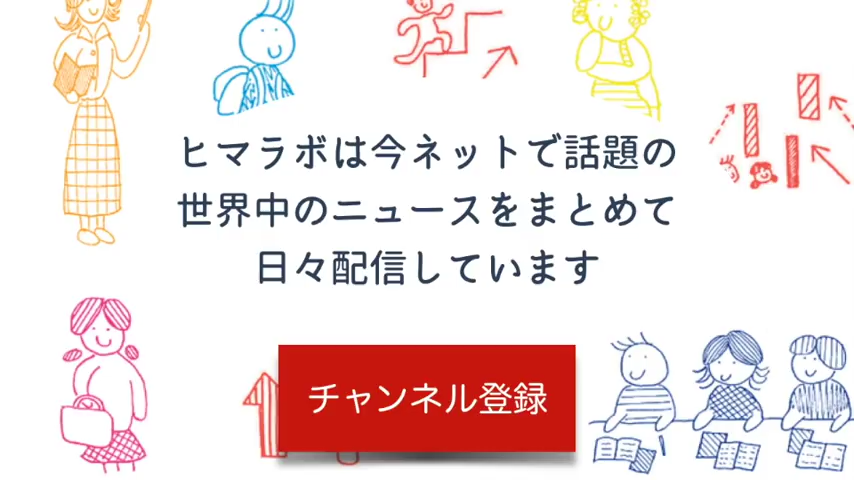 ヒマラボは今ネットで話題の
世界中のニュースをまとめて
日々配信しています
チャンネル登録